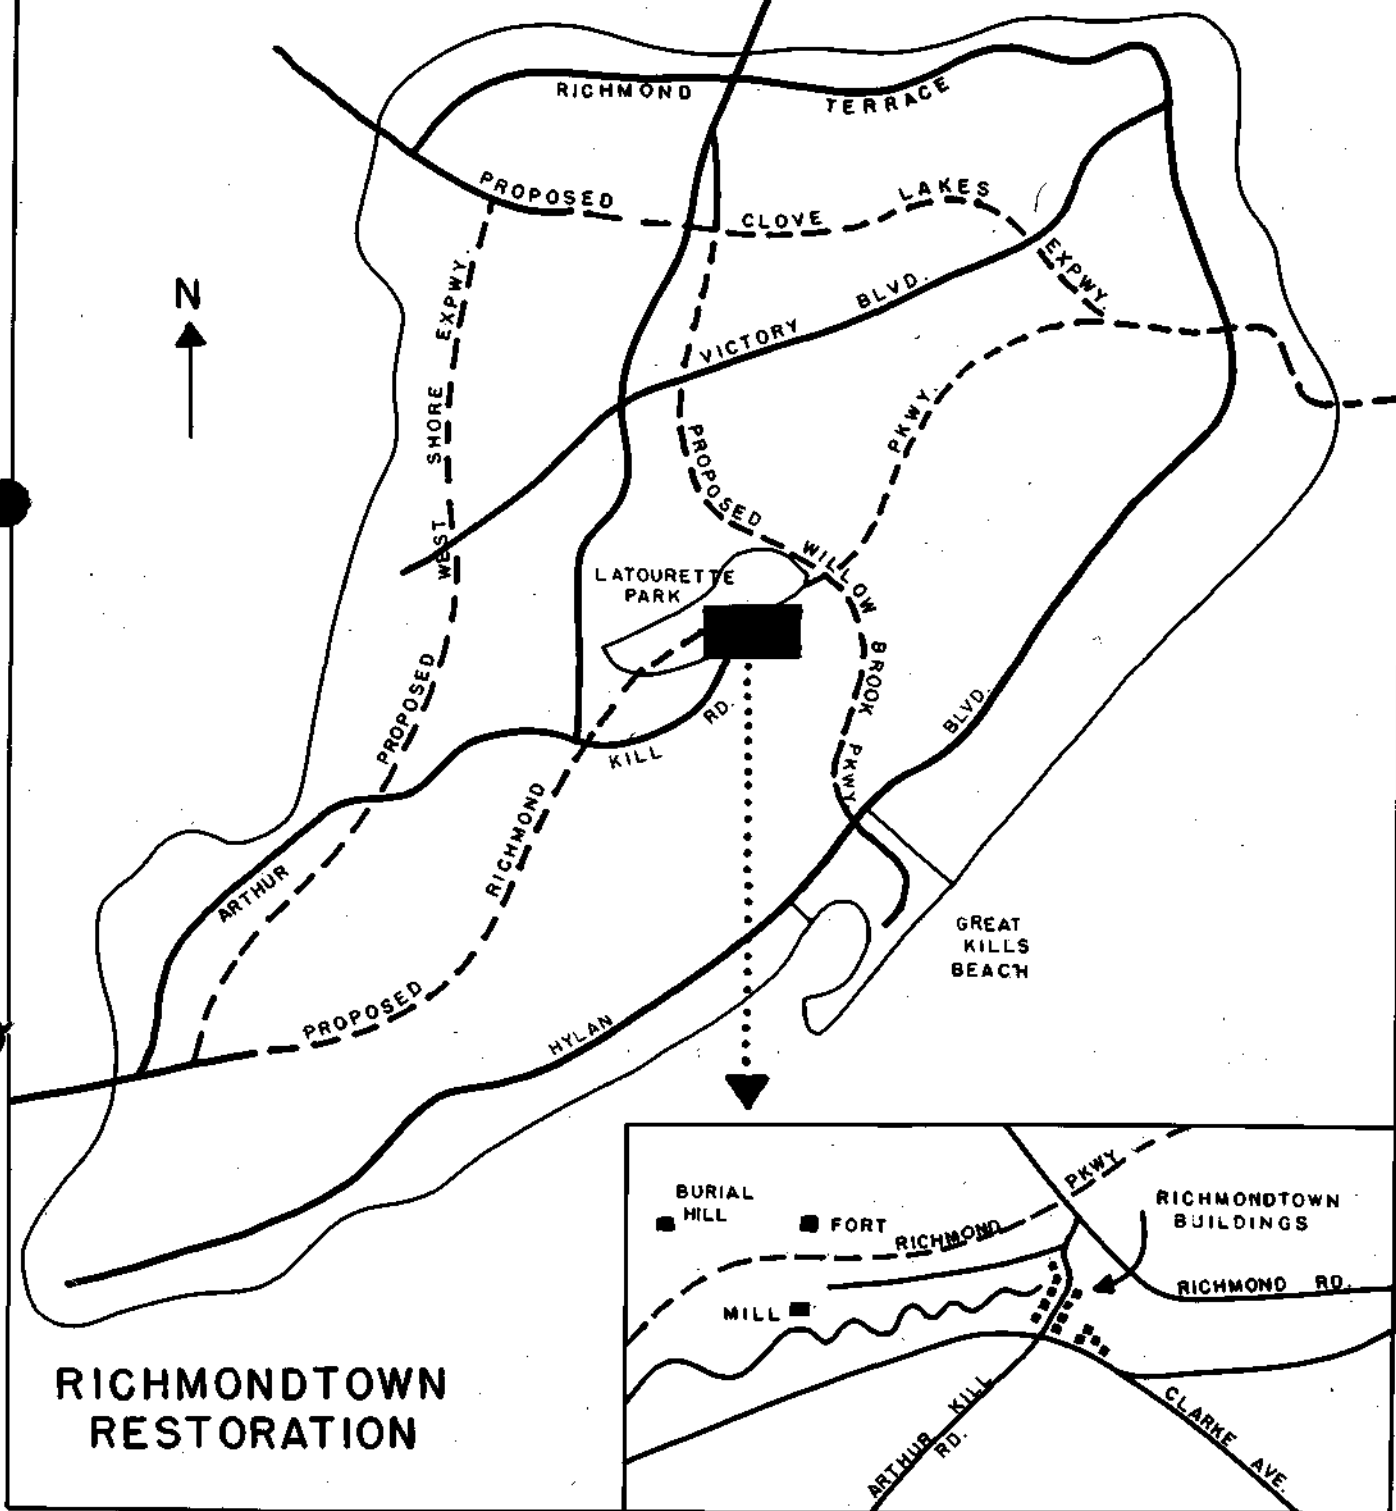 RICHMOND TERRACE
PROPOSED CLOVE LAKES EXPWY.
N
WEST SHORE EXPWY.
PROPOSED
VICTORY BLVD.
PKWY.
PROPOSED WILLOW BROOK PKWY.
LATOURETTE
PARK
ARTHUR KILL RD.
PROPOSED RICHMOND
HYLAN BLVD.
GREAT
KILLS
BEACH
BURIAL
HILL
FORT
RICHMOND PKWY
RICHMONDTOWN
BUILDINGS
RICHMOND RD.
MILL
ARTHUR KILL
RD.
CLARKE AVE.
RICHMONDTOWN
RESTORATION